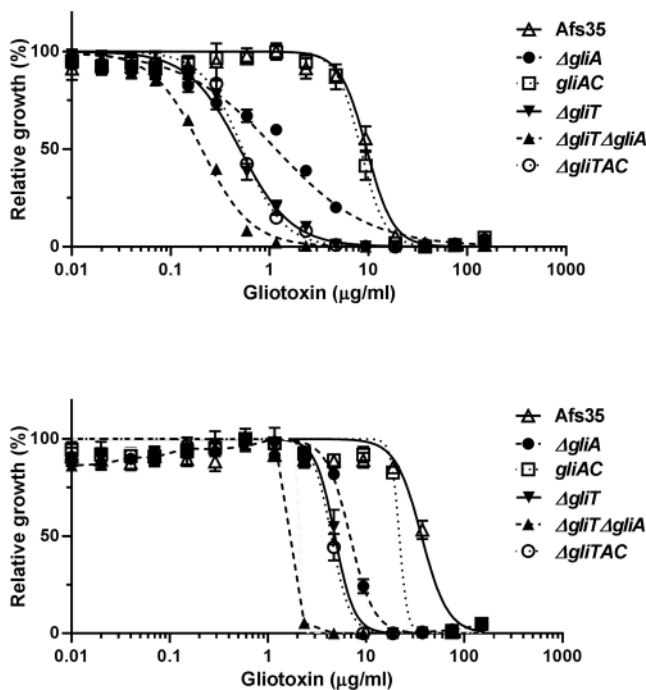 Relative growth (%)
100
50
0
0.01
0.1
1
10
100
1000
Gliotoxin (µg/ml)
Afs35
ΔgliA
gliAC
ΔgliT
ΔgliTΔgliA
ΔgliTAC
Relative growth (%)
100
50
0
0.01
0.1
1
10
100
1000
Gliotoxin (µg/ml)
Afs35
ΔgliA
gliAC
ΔgliT
ΔgliTΔgliA
ΔgliTAC